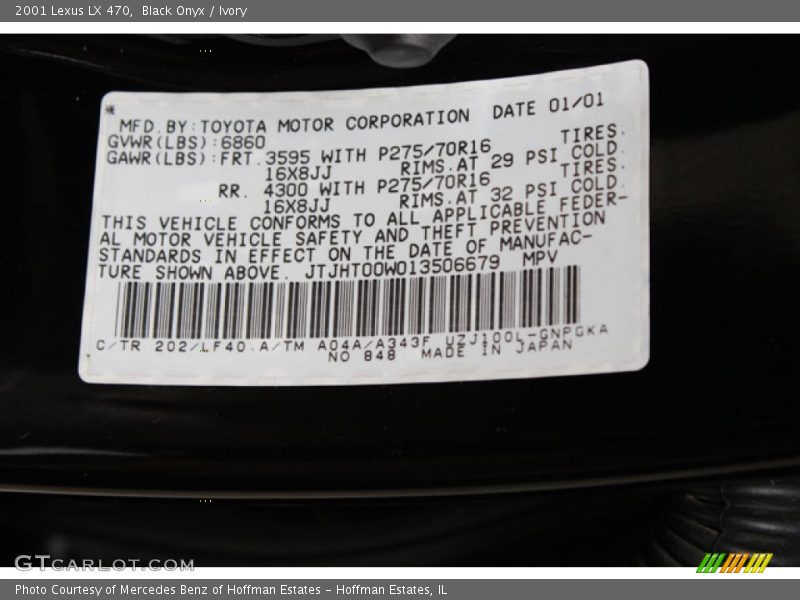 2001 Lexus LX 470, Black Onyx / Ivory
MFD.BY:TOYOTA MOTOR CORPORATION DATE 01/01
GVWR(LBS):6860
GAWR(LBS):FRT.3595 WITH P275/70R16 TIRES.
16X8JJ RIMS.AT 29 PSI COLD.
RR. 4300 WITH P275/70R16 TIRES.
16X8JJ RIMS.AT 32 PSI COLD.
THIS VEHICLE CONFORMS TO ALL APPLICABLE FEDER-
AL MOTOR VEHICLE SAFETY AND THEFT PREVENTION
STANDARDS IN EFFECT ON THE DATE OF MANUFAC-
TURE SHOWN ABOVE. JTJHT00W013506679 MPV
C/TR 202/LF40.A/TM A04A/A343F UZJ100L-GNPGKA
NO 848 MADE IN JAPAN
GTCARLOT.COM
Photo Courtesy of Mercedes Benz of Hoffman Estates - Hoffman Estates, IL